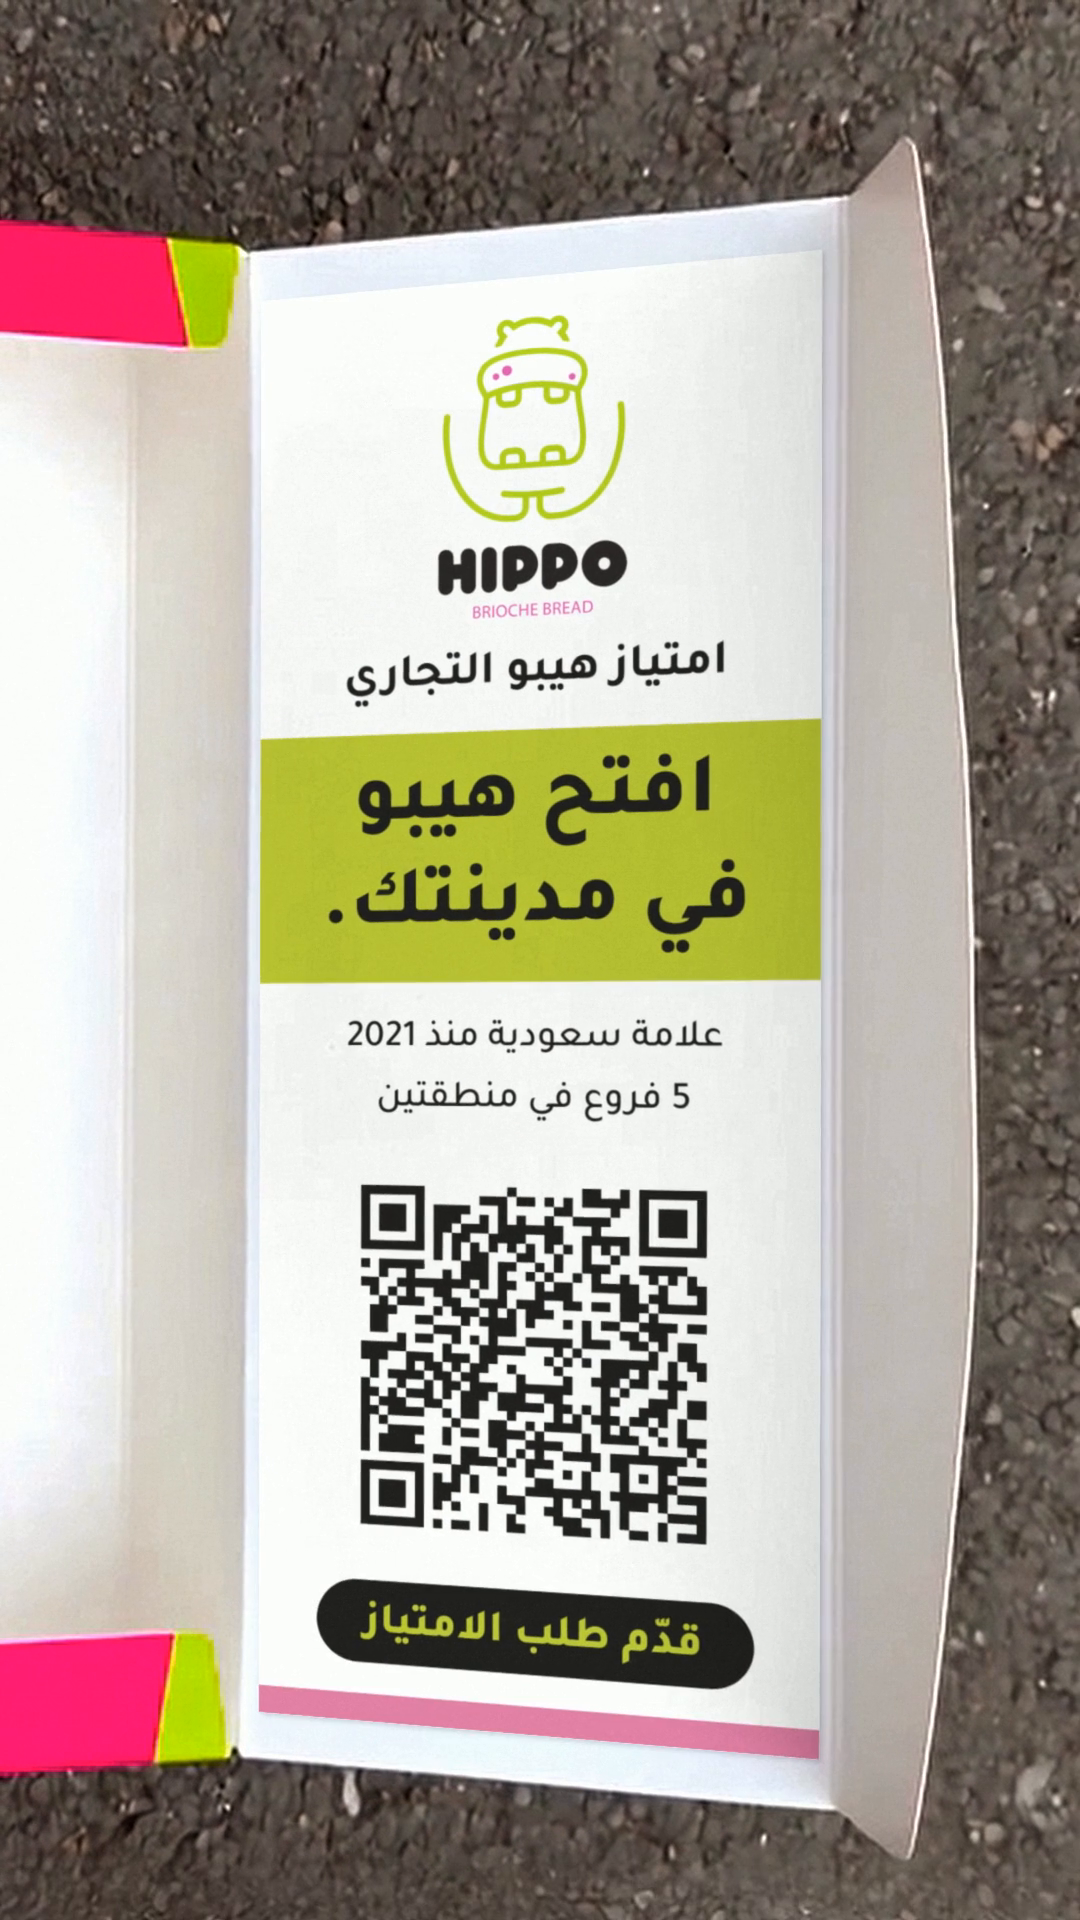 HIPPO
BRIOCHE BREAD
امتياز هيبو التجاري
افتح هيبو
في مدينتك.
علامة سعودية منذ 2021
5 فروع في منطقتين
قدّم طلب الامتياز